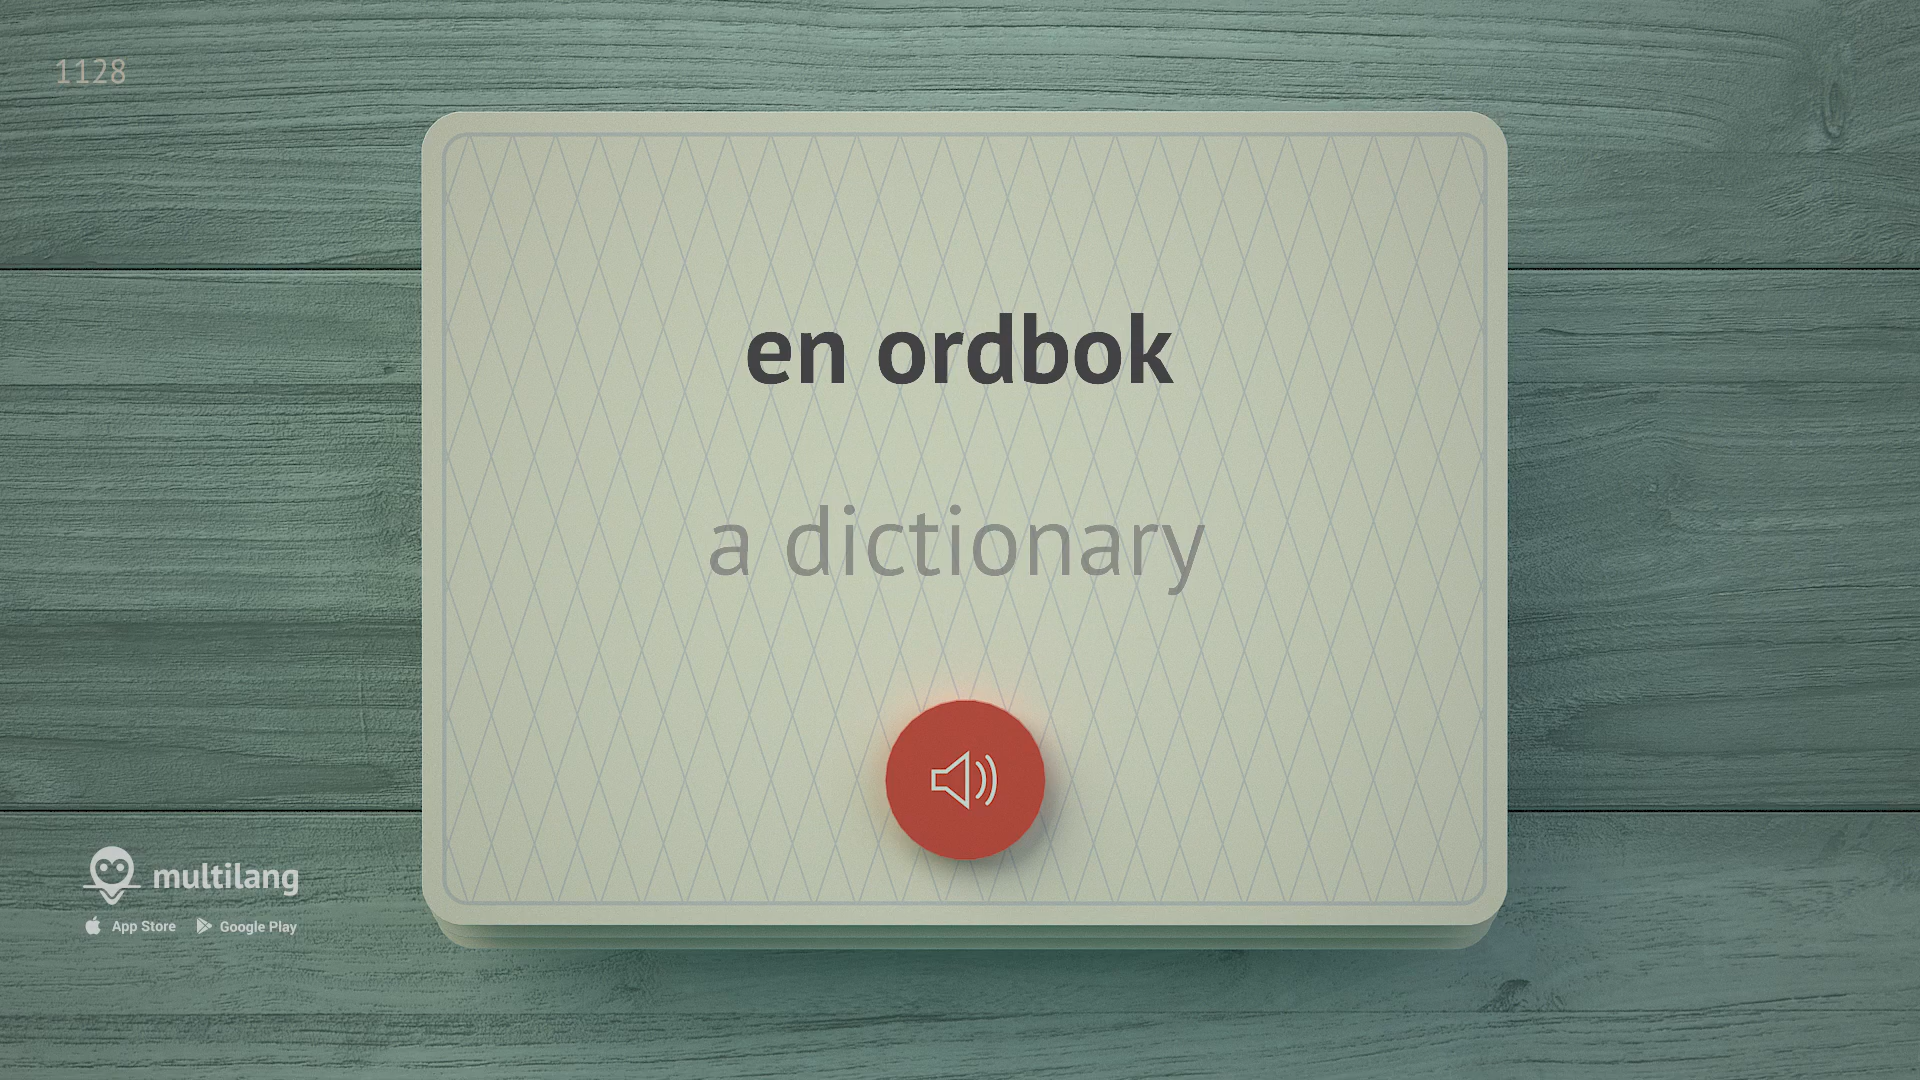 1128
en ordbok
a dictionary
multilang
App Store
Google Play